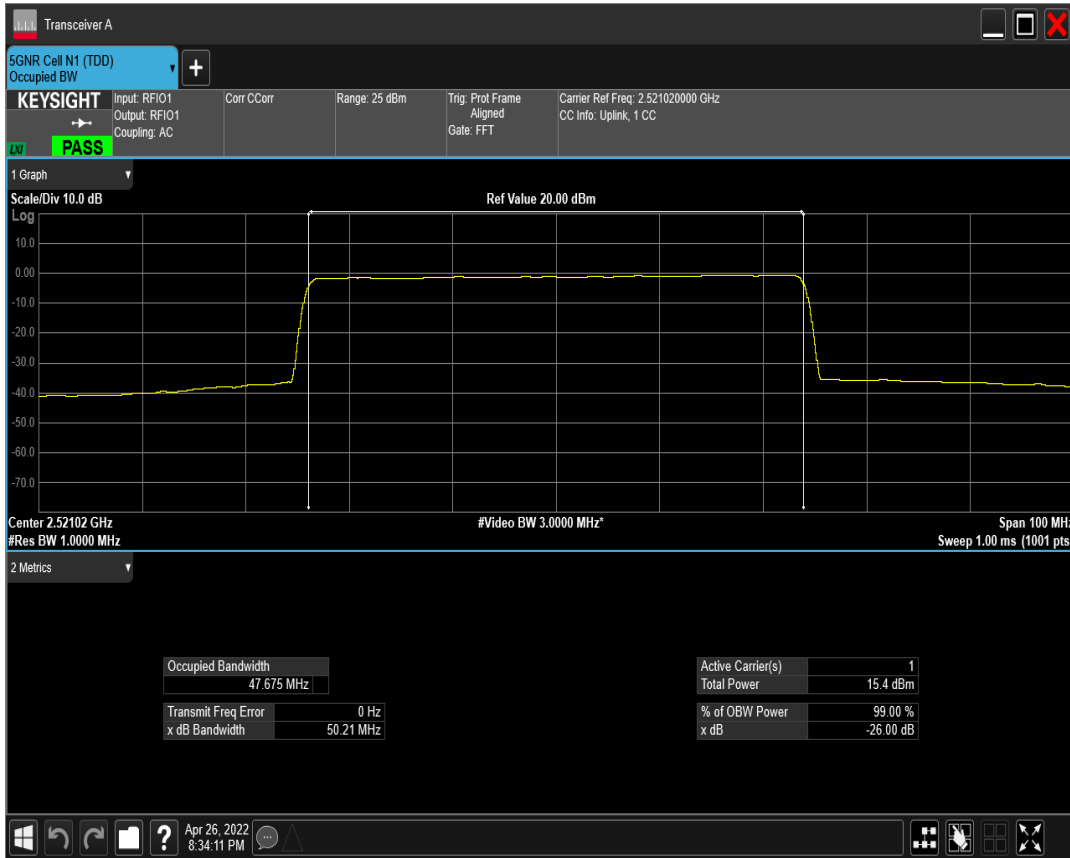 Transceiver A
5GNR Cell N1 (TDD)
Occupied BW
+
KEYSIGHT
LXI
PASS
Input: RFIO1
Output: RFIO1
Coupling: AC
Corr CCorr
Range: 25 dBm
Trig: Prot Frame
Aligned
Gate: FFT
Carrier Ref Freq: 2.521020000 GHz
CC Info: Uplink, 1 CC
1 Graph
Scale/Div 10.0 dB
Ref Value 20.00 dBm
Log
10.0
0.00
-10.0
-20.0
-30.0
-40.0
-50.0
-60.0
-70.0
Center 2.52102 GHz
#Video BW 3.0000 MHz*
Span 100 MHz
#Res BW 1.0000 MHz
Sweep 1.00 ms (1001 pts
2 Metrics
Occupied Bandwidth
47.675 MHz
Transmit Freq Error 0 Hz
x dB Bandwidth 50.21 MHz
Active Carrier(s) 1
Total Power 15.4 dBm
% of OBW Power 99.00 %
x dB -26.00 dB
?
Apr 26, 2022
8:34:11 PM